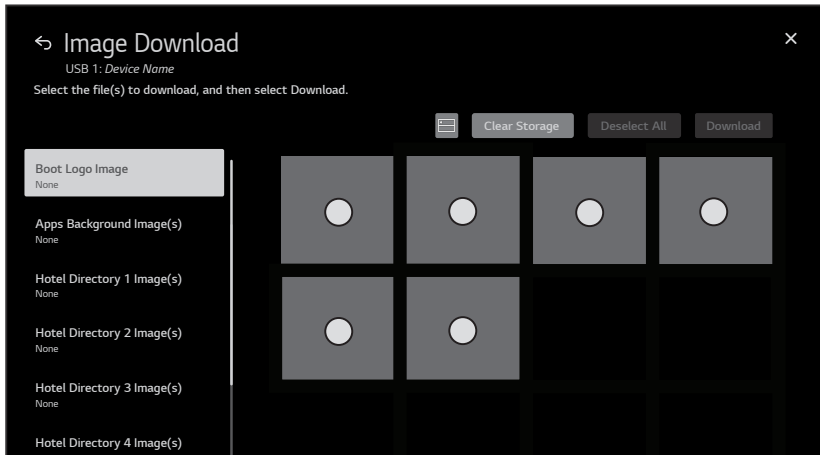 Image Download
USB 1: Device Name
Select the file(s) to download, and then select Download.
Clear Storage
Deselect All
Download
Boot Logo Image
None
Apps Background Image(s)
None
Hotel Directory 1 Image(s)
None
Hotel Directory 2 Image(s)
None
Hotel Directory 3 Image(s)
None
Hotel Directory 4 Image(s)